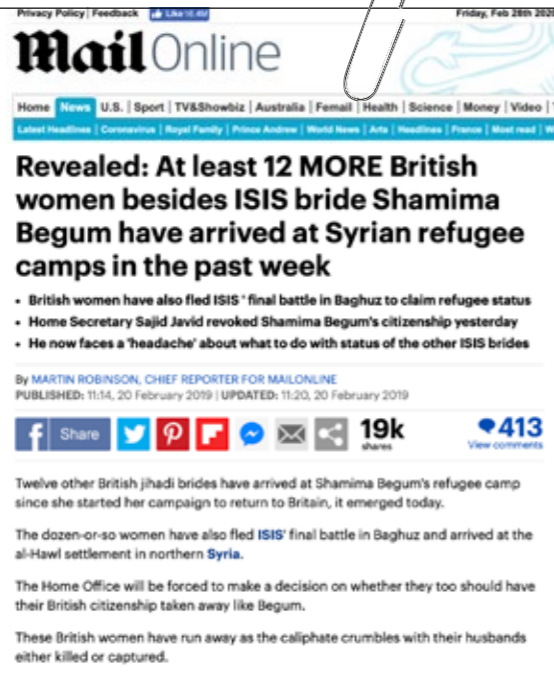 Privacy Policy | Feedback Like 16.4M Friday, Feb 28th 2020
Mail Online
Home News U.S. | Sport | TV&Showbiz | Australia | Femail | Health | Science | Money | Video |
Latest Headlines | Coronavirus | Royal Family | Prince Andrew | World News | Arts | Headlines | France | Most read |
Revealed: At least 12 MORE British
women besides ISIS bride Shamima
Begum have arrived at Syrian refugee
camps in the past week
• British women have also fled ISIS ' final battle in Baghuz to claim refugee status
• Home Secretary Sajid Javid revoked Shamima Begum's citizenship yesterday
• He now faces a 'headache' about what to do with status of the other ISIS brides
By MARTIN ROBINSON, CHIEF REPORTER FOR MAILONLINE
PUBLISHED: 11:14, 20 February 2019 | UPDATED: 11:20, 20 February 2019
f Share 19k shares 413 View comments
Twelve other British jihadi brides have arrived at Shamima Begum's refugee camp
since she started her campaign to return to Britain, it emerged today.
The dozen-or-so women have also fled ISIS' final battle in Baghuz and arrived at the
al-Hawl settlement in northern Syria.
The Home Office will be forced to make a decision on whether they too should have
their British citizenship taken away like Begum.
These British women have run away as the caliphate crumbles with their husbands
either killed or captured.